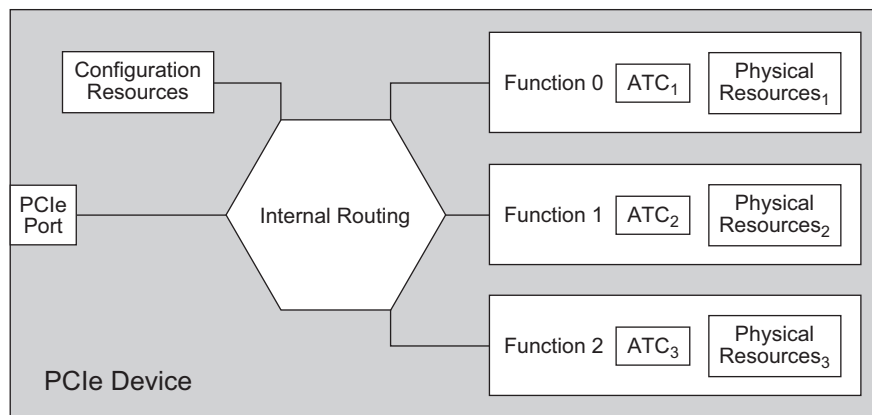 Configuration
Resources
PCIe
Port
Internal Routing
Function 0
ATC₁
Physical
Resources₁
Function 1
ATC₂
Physical
Resources₂
Function 2
ATC₃
Physical
Resources₃
PCIe Device